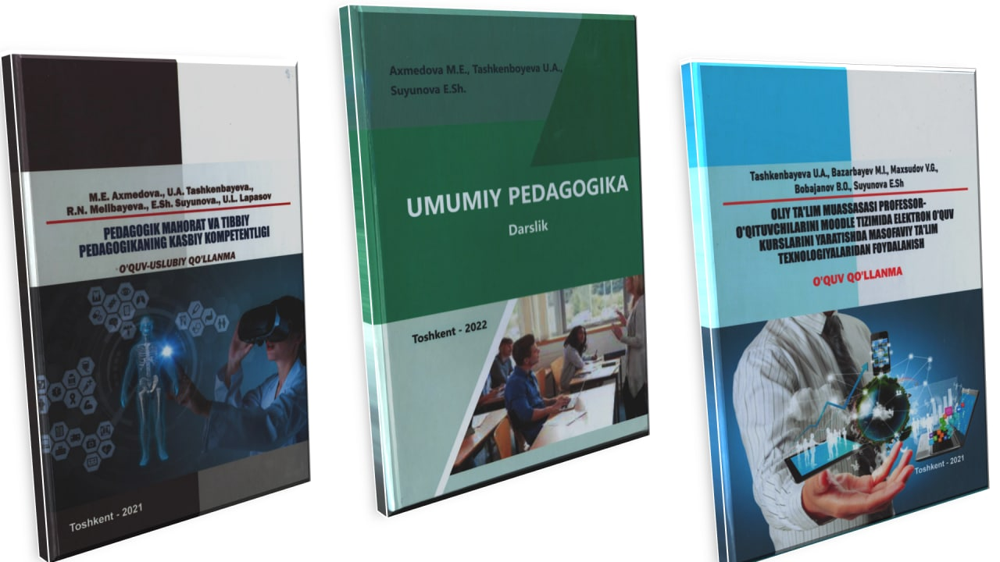 M.E. Axmedova., U.A. Tashkenbayeva.,
R.N. Melibayeva., E.Sh. Suyunova., U.L. Lapasov
PEDAGOGIK MAHORAT VA TIBBIY
PEDAGOGIKANING KASBIY KOMPETENTLIGI
O'QUV-USLUBIY QO'LLANMA
Toshkent - 2021
Axmedova M.E., Tashkenboyeva U.A.,
Suyunova E.Sh.
UMUMIY PEDAGOGIKA
Darslik
Toshkent - 2022
Tashkenbayeva U.A., Bazarbayev M.I., Maxsudov V.G.,
Bobajanov B.O., Suyunova E.Sh
OLIY TA'LIM MUASSASASI PROFESSOR-
O'QITUVCHILARINI MOODLE TIZIMIDA ELEKTRON O'QUV
KURSLARINI YARATISHDA MASOFAVIY TA'LIM
TEXNOLOGIYALARIDAN FOYDALANISH
O'QUV QO'LLANMA
Toshkent - 2021